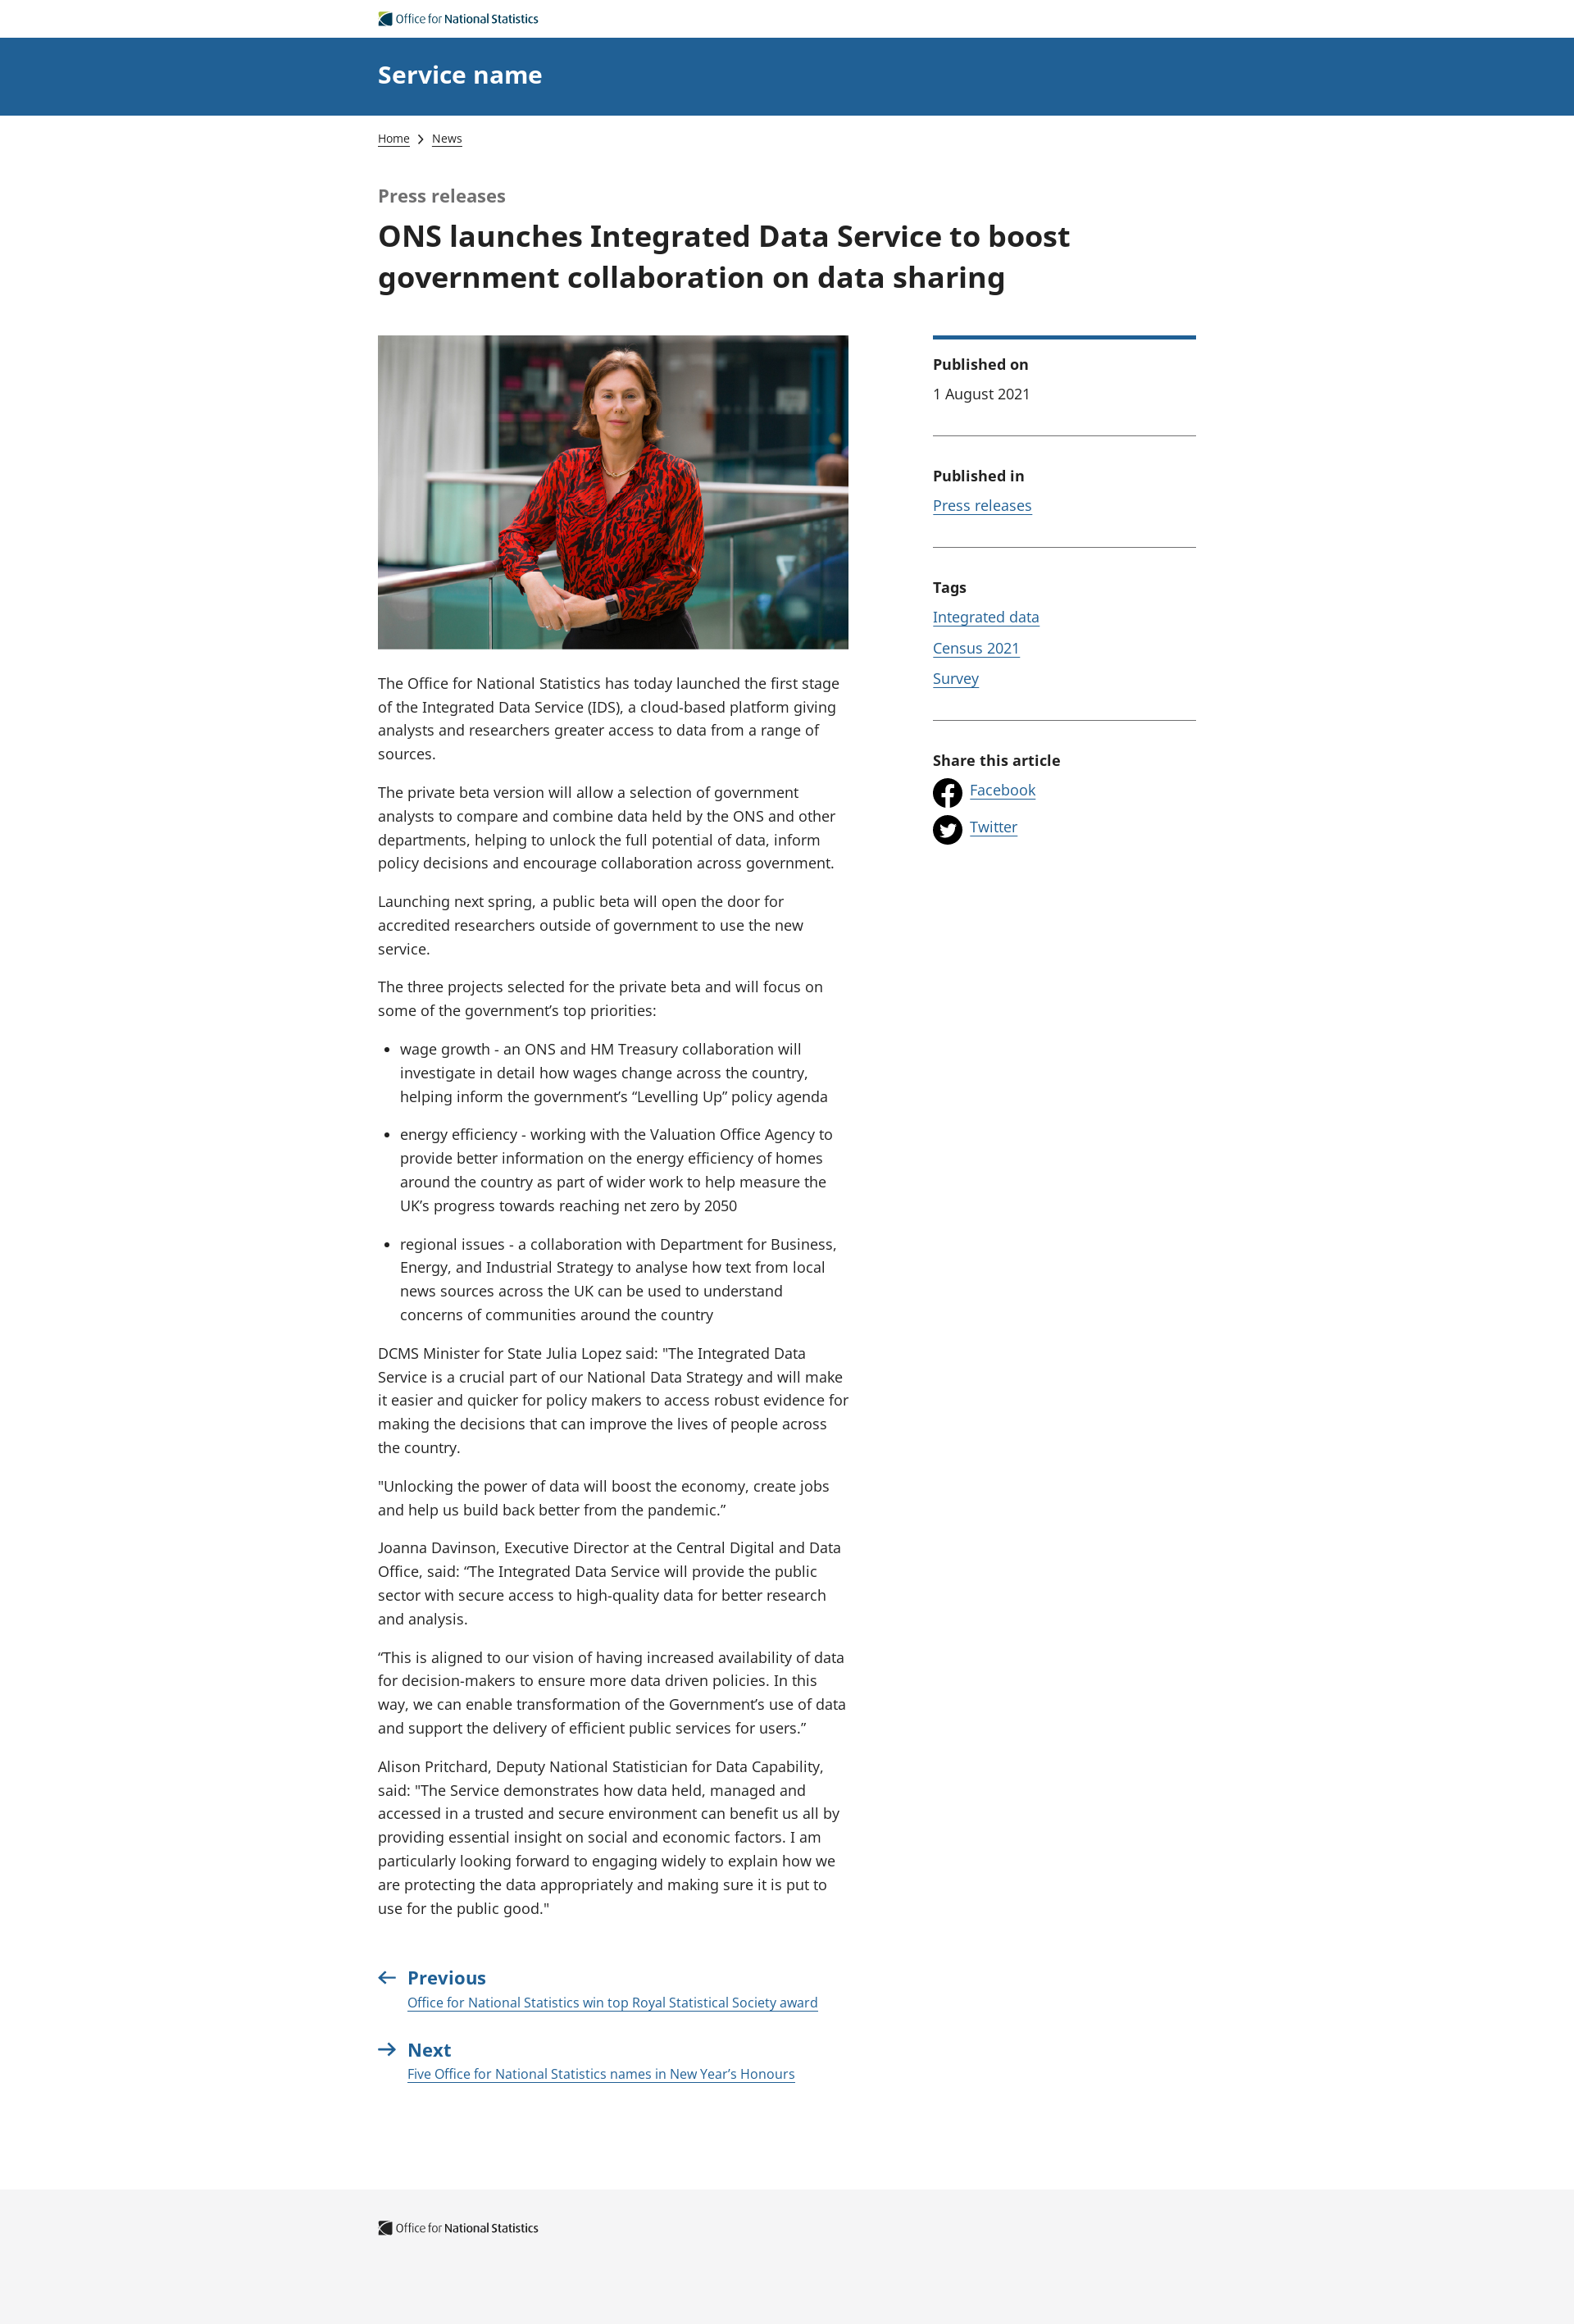 Office for National Statistics
Service name
Home
News
Press releases
ONS launches Integrated Data Service to boost
government collaboration on data sharing
The Office for National Statistics has today launched the first stage
of the Integrated Data Service (IDS), a cloud-based platform giving
analysts and researchers greater access to data from a range of
sources.
The private beta version will allow a selection of government
analysts to compare and combine data held by the ONS and other
departments, helping to unlock the full potential of data, inform
policy decisions and encourage collaboration across government.
Launching next spring, a public beta will open the door for
accredited researchers outside of government to use the new
service.
The three projects selected for the private beta and will focus on
some of the government’s top priorities:
• wage growth - an ONS and HM Treasury collaboration will
investigate in detail how wages change across the country,
helping inform the government’s “Levelling Up” policy agenda
• energy efficiency - working with the Valuation Office Agency to
provide better information on the energy efficiency of homes
around the country as part of wider work to help measure the
UK’s progress towards reaching net zero by 2050
• regional issues - a collaboration with Department for Business,
Energy, and Industrial Strategy to analyse how text from local
news sources across the UK can be used to understand
concerns of communities around the country
DCMS Minister for State Julia Lopez said: "The Integrated Data
Service is a crucial part of our National Data Strategy and will make
it easier and quicker for policy makers to access robust evidence for
making the decisions that can improve the lives of people across
the country.
"Unlocking the power of data will boost the economy, create jobs
and help us build back better from the pandemic.”
Joanna Davinson, Executive Director at the Central Digital and Data
Office, said: “The Integrated Data Service will provide the public
sector with secure access to high-quality data for better research
and analysis.
“This is aligned to our vision of having increased availability of data
for decision-makers to ensure more data driven policies. In this
way, we can enable transformation of the Government’s use of data
and support the delivery of efficient public services for users.”
Alison Pritchard, Deputy National Statistician for Data Capability,
said: "The Service demonstrates how data held, managed and
accessed in a trusted and secure environment can benefit us all by
providing essential insight on social and economic factors. I am
particularly looking forward to engaging widely to explain how we
are protecting the data appropriately and making sure it is put to
use for the public good."
Published on
1 August 2021
Published in
Press releases
Tags
Integrated data
Census 2021
Survey
Share this article
Facebook
Twitter
Previous
Office for National Statistics win top Royal Statistical Society award
Next
Five Office for National Statistics names in New Year’s Honours
Office for National Statistics